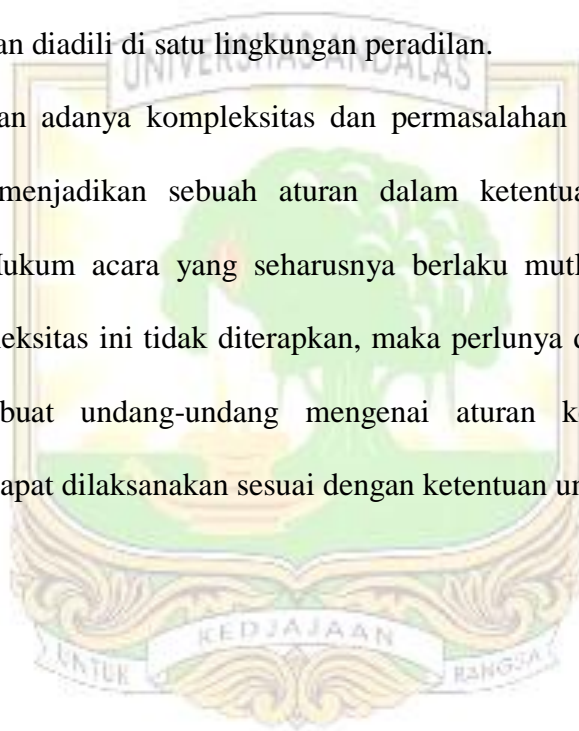 an diadili di satu lingkungan peradilan.
an adanya kompleksitas dan permasalahan
menjadikan sebuah aturan dalam ketentua
Hukum acara yang seharusnya berlaku mutl
leksitas ini tidak diterapkan, maka perlunya
buat undang-undang mengenai aturan k
apat dilaksanakan sesuai dengan ketentuan un
UNIVERSITAS ANDALAS
KEDJAJAAN
UNTUK
BANGSA